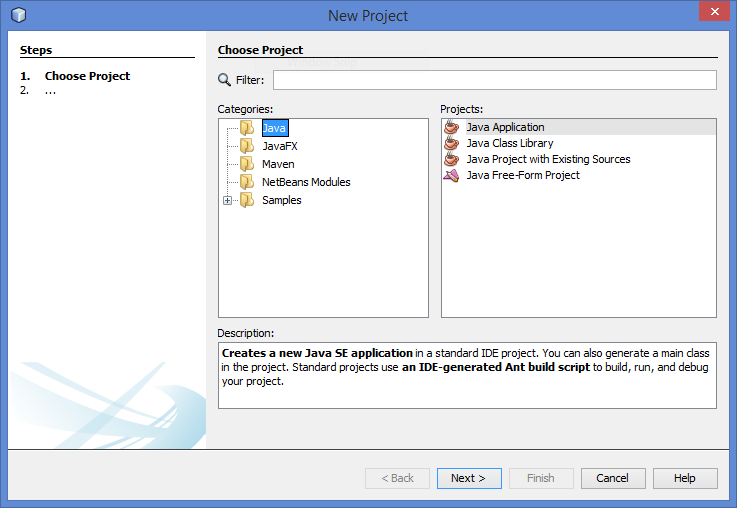 New Project
Steps
1. Choose Project
2. ...
Choose Project
Filter:
Categories:
Java
JavaFX
Maven
NetBeans Modules
Samples
Projects:
Java Application
Java Class Library
Java Project with Existing Sources
Java Free-Form Project
Description:
Creates a new Java SE application in a standard IDE project. You can also generate a main class
in the project. Standard projects use an IDE-generated Ant build script to build, run, and debug
your project.
< Back
Next >
Finish
Cancel
Help